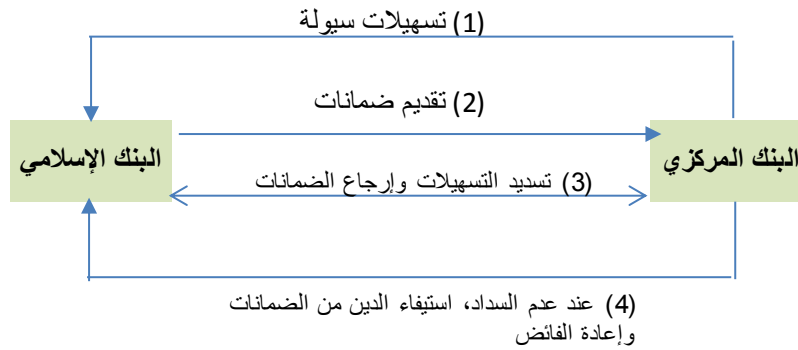 (1) تسهيلات سيولة
(2) تقديم ضمانات
البنك المركزي
البنك الإسلامي
(3) تسديد التسهيلات وإرجاع الضمانات
(4) عند عدم السداد، استيفاء الدين من الضمانات
وإعادة الفائض